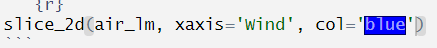 {r}
slice_2d(air_lm, xaxis='Wind', col='blue')
```